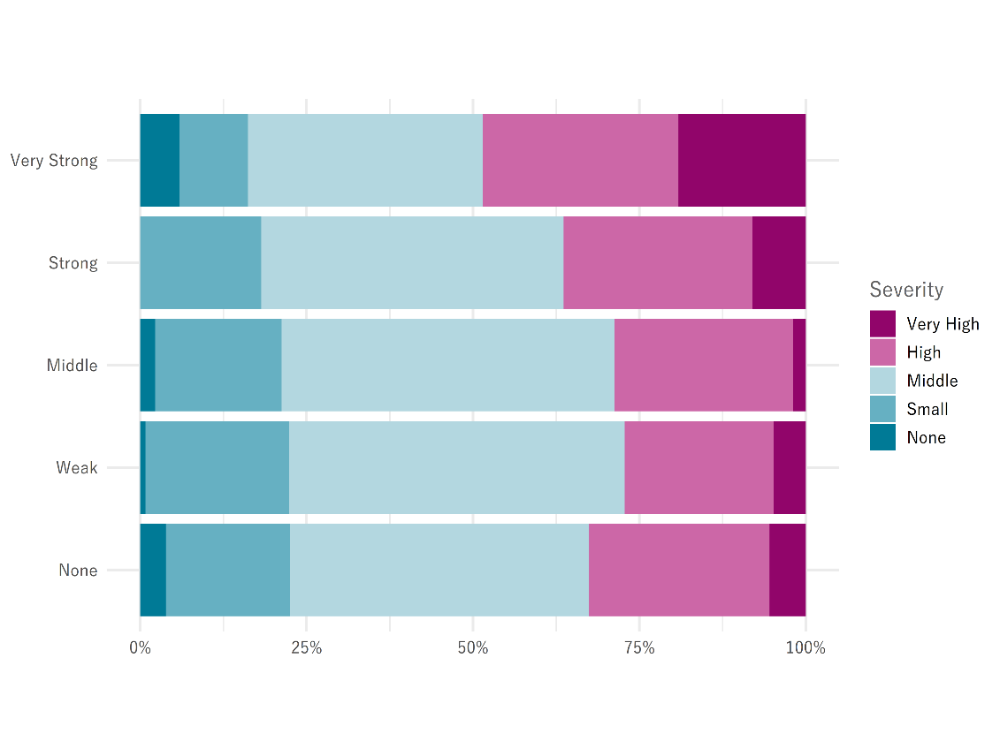 Very Strong
Strong
Middle
Weak
None
0%
25%
50%
75%
100%
Severity
Very High
High
Middle
Small
None